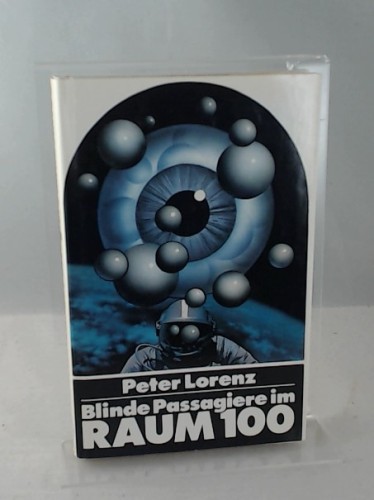 Peter Lorenz
Blinde Passagiere im
RAUM 100